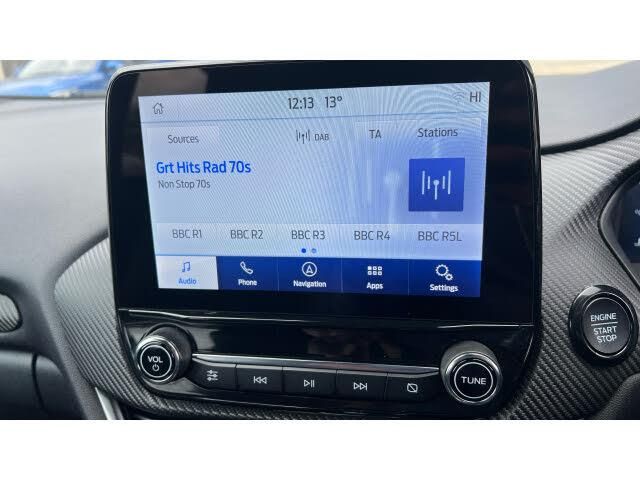 12:13 13° HI
Sources DAB TA Stations
Grt Hits Rad 70s
Non Stop 70s
BBC R1 BBC R2 BBC R3 BBC R4 BBC R5L
Audio Phone Navigation Apps Settings
VOL
TUNE
ENGINE
START
STOP